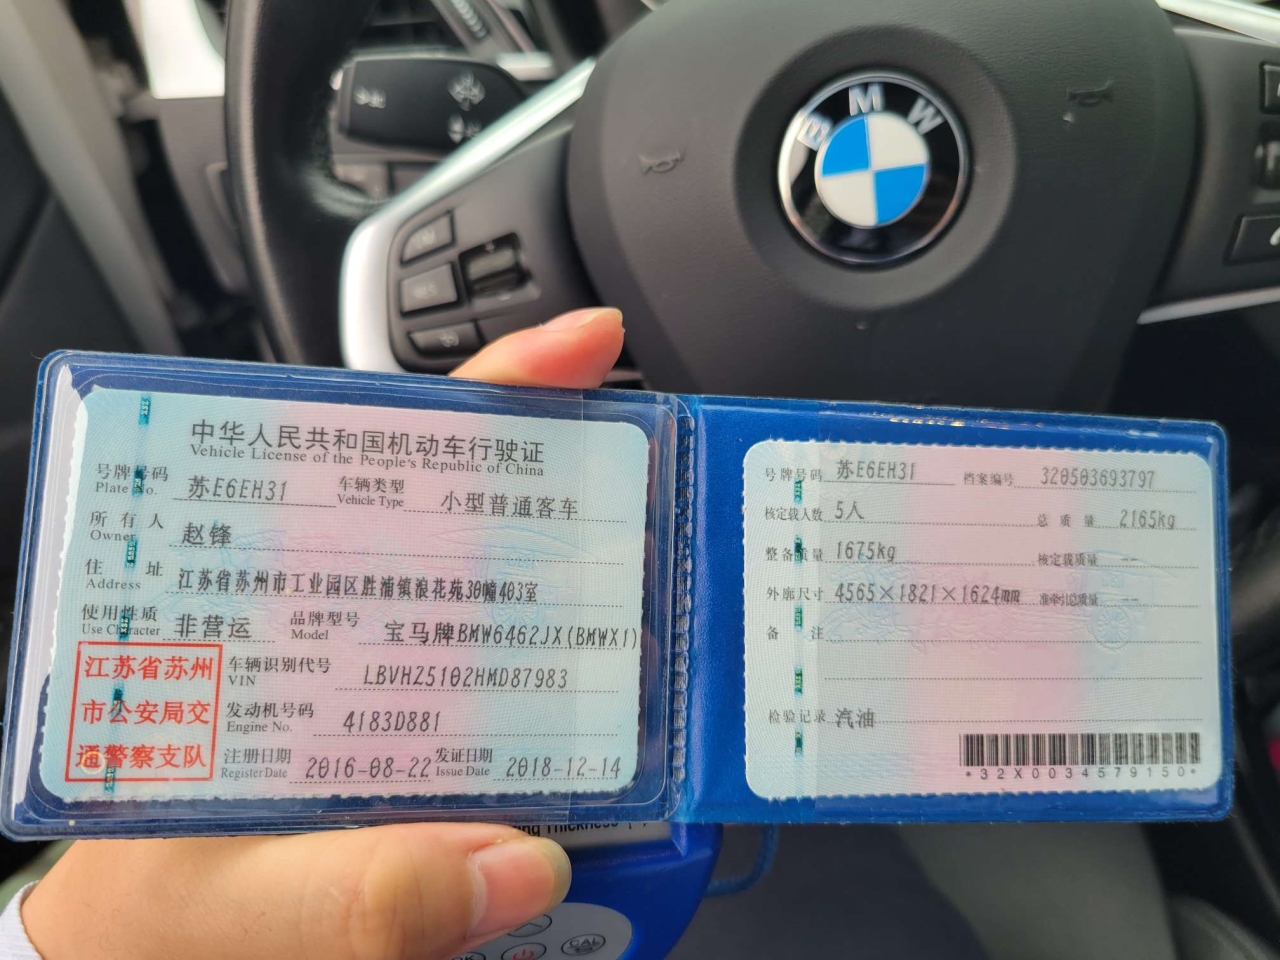 BMW
中华人民共和国机动车行驶证
Vehicle License of the People's Republic of China
号牌号码 苏E6EH31 车辆类型 小型普通客车
Plate No. Vehicle Type
所有人 赵锋
Owner
住址 江苏省苏州市工业园区胜浦镇浪花苑30幢403室
Address
使用性质 非营运 品牌型号 宝马牌BMW6462JX(BMWX1)
Use Character Model
江苏省苏州
市公安局交
通警察支队
车辆识别代号 LBVHZ5102HMD87983
VIN
发动机号码 4183D881
Engine No.
注册日期 2016-08-22 发证日期 2018-12-14
Register Date Issue Date
号牌号码 苏E6EH31 档案编号 320503693797
核定载人数 5人 总质量 2165kg
整备质量 1675kg 核定载质量 --
外廓尺寸 4565×1821×1624mm 准牵引总质量 --
备注
检验记录 汽油
*32X0034579150*
Thickness
CAL